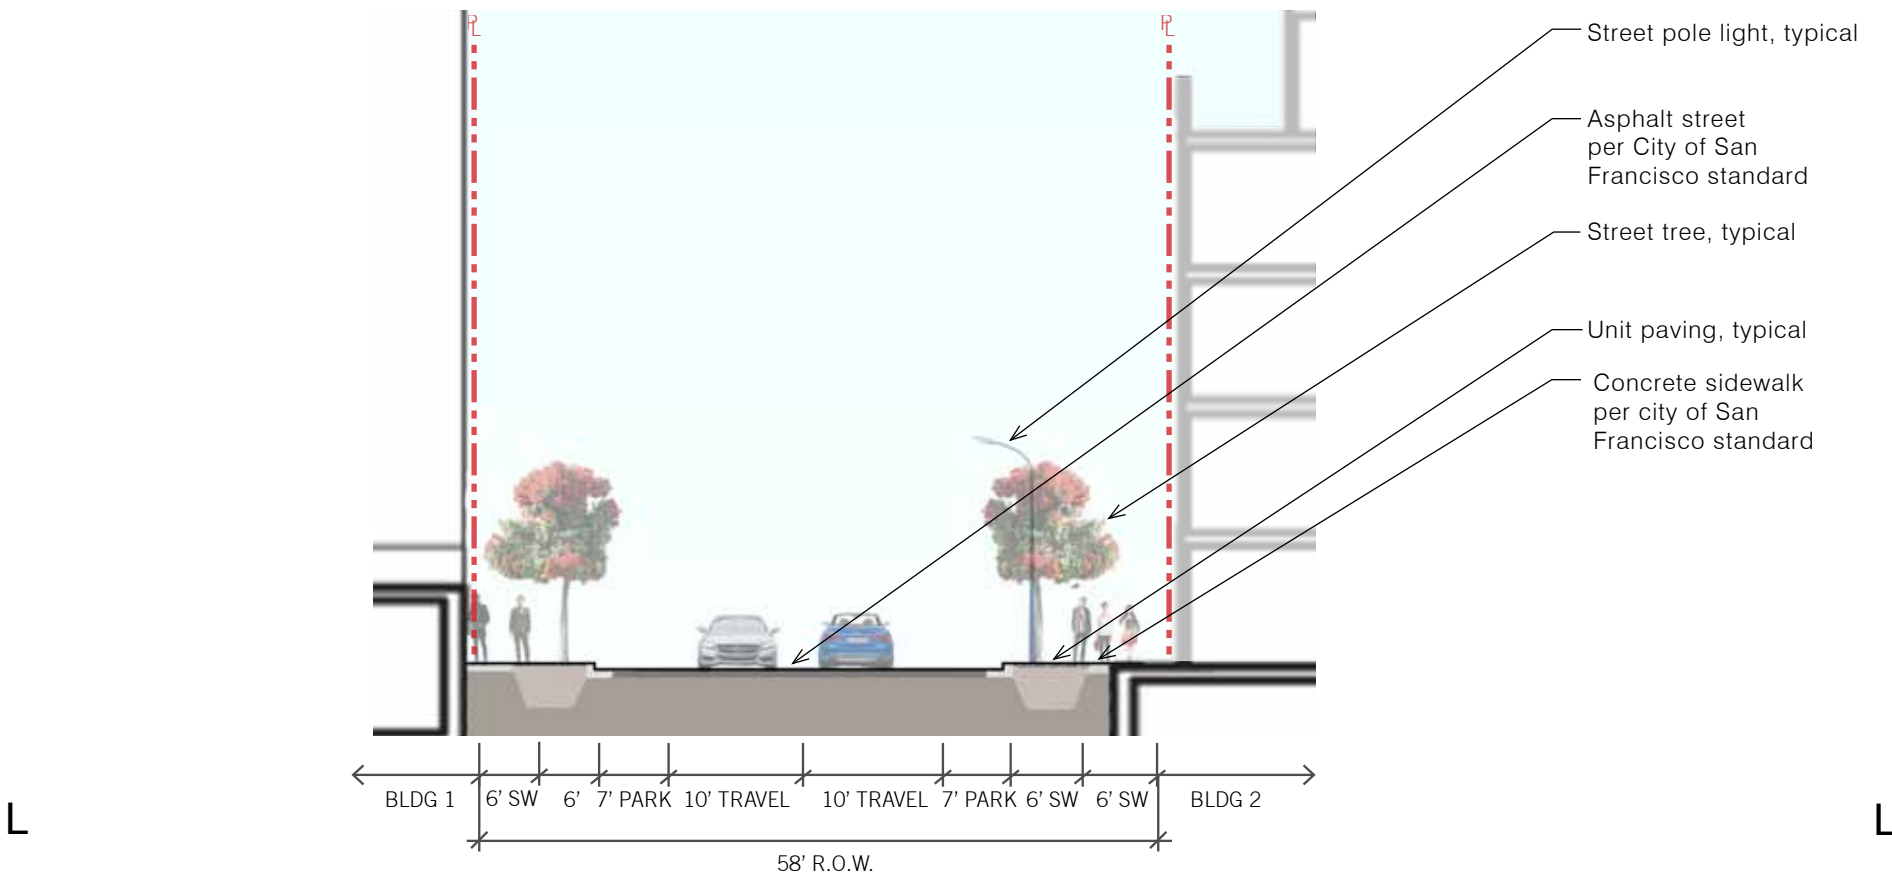 PL
PL
Street pole light, typical
Asphalt street
per City of San
Francisco standard
Street tree, typical
Unit paving, typical
Concrete sidewalk
per city of San
Francisco standard
BLDG 1 6’ SW 6’ 7’ PARK 10’ TRAVEL 10’ TRAVEL 7’ PARK 6’ SW 6’ SW BLDG 2
L
L
58’ R.O.W.